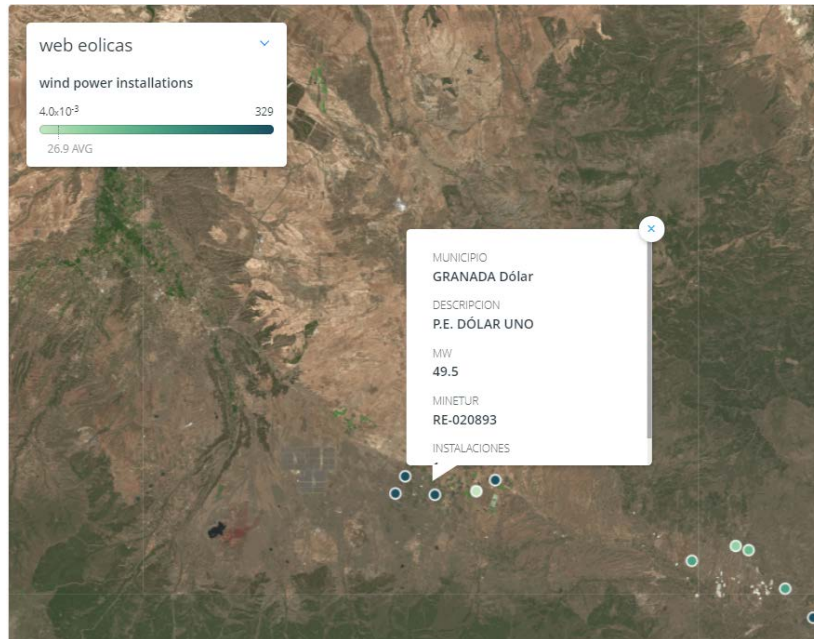 web eolicas
wind power installations
4.0x10-3 329
26.9 AVG
MUNICIPIO
GRANADA Dólar
DESCRIPCION
P.E. DÓLAR UNO
MW
49.5
MINETUR
RE-020893
INSTALACIONES